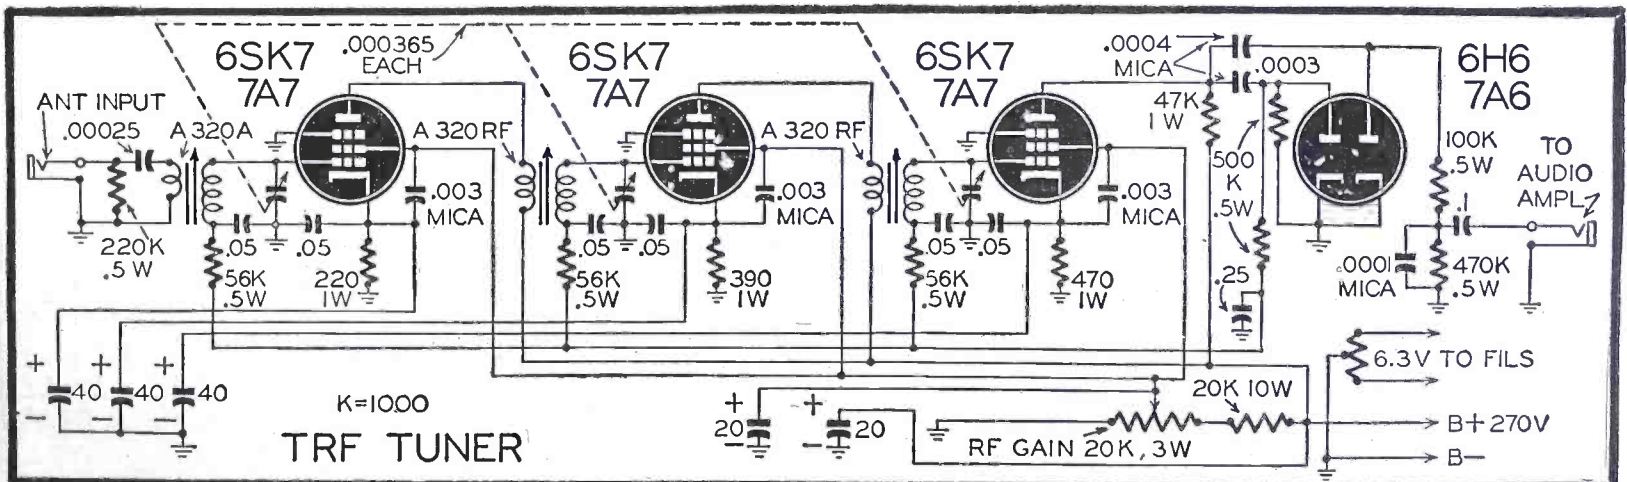 ANT INPUT
.00025
A 320A
220K
.5W
.05
.05
56K
.5W
6SK7
7A7
.000365
EACH
.003
MICA
220
1W
A 320 RF
.05
.05
56K
.5W
6SK7
7A7
.003
MICA
390
1W
A 320 RF
.05
.05
56K
.5W
6SK7
7A7
.003
MICA
470
1W
.0004
MICA
.0003
47K
1W
500
K
.5W
.25
6H6
7A6
100K
.5W
.1
.0001
MICA
470K
.5W
TO
AUDIO
AMPL
6.3V TO FILS
+
40
-
+
40
-
+
40
-
K=1000
TRF TUNER
+
20
-
+
20
-
RF GAIN 20K, 3W
20K 10W
B+ 270V
B-